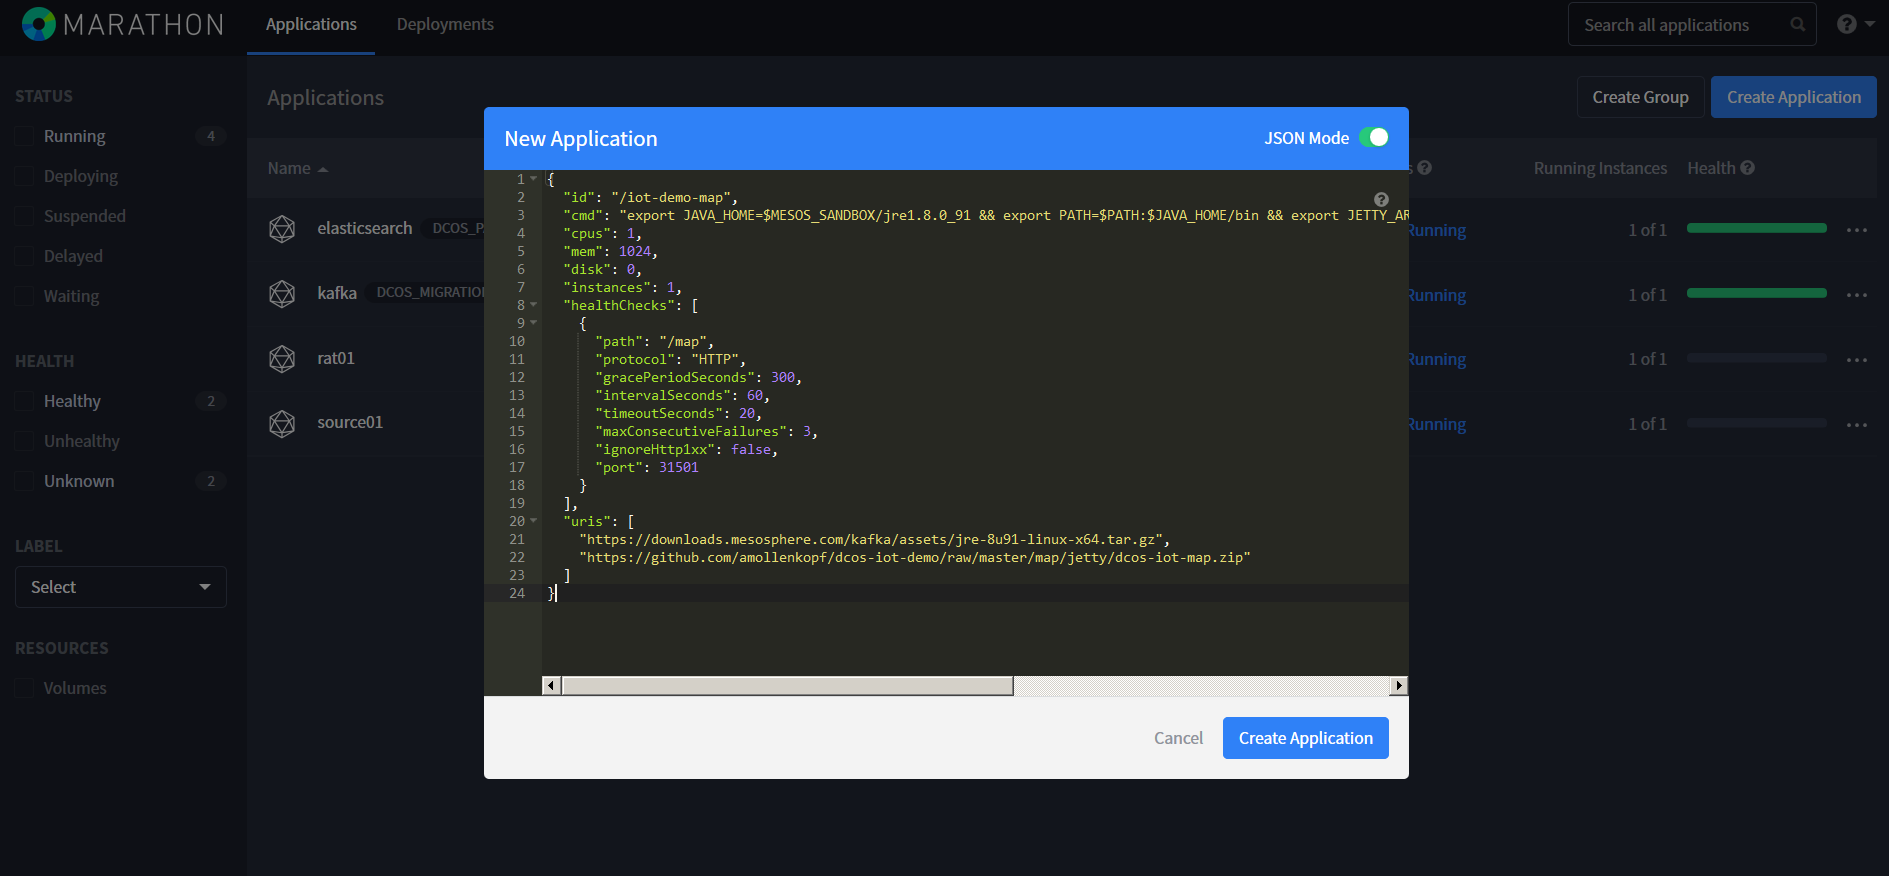 MARATHON
Applications
Deployments
Search all applications
STATUS
Running 4
Deploying
Suspended
Delayed
Waiting
HEALTH
Healthy 2
Unhealthy
Unknown 2
LABEL
Select
RESOURCES
Volumes
Applications
Create Group
Create Application
Name
Running Instances
Health
elasticsearch
Running
1 of 1
kafka
Running
1 of 1
rat01
Running
1 of 1
source01
Running
1 of 1
New Application
JSON Mode
1 {
2 "id": "/iot-demo-map",
3 "cmd": "export JAVA_HOME=$MESOS_SANDBOX/jre1.8.0_91 && export PATH=$PATH:$JAVA_HOME/bin && export JETTY_AR
4 "cpus": 1,
5 "mem": 1024,
6 "disk": 0,
7 "instances": 1,
8 "healthChecks": [
9 {
10 "path": "/map",
11 "protocol": "HTTP",
12 "gracePeriodSeconds": 300,
13 "intervalSeconds": 60,
14 "timeoutSeconds": 20,
15 "maxConsecutiveFailures": 3,
16 "ignoreHttp1xx": false,
17 "port": 31501
18 }
19 ],
20 "uris": [
21 "https://downloads.mesosphere.com/kafka/assets/jre-8u91-linux-x64.tar.gz",
22 "https://github.com/amollenkopf/dcos-iot-demo/raw/master/map/jetty/dcos-iot-map.zip"
23 ]
24 }
Cancel
Create Application